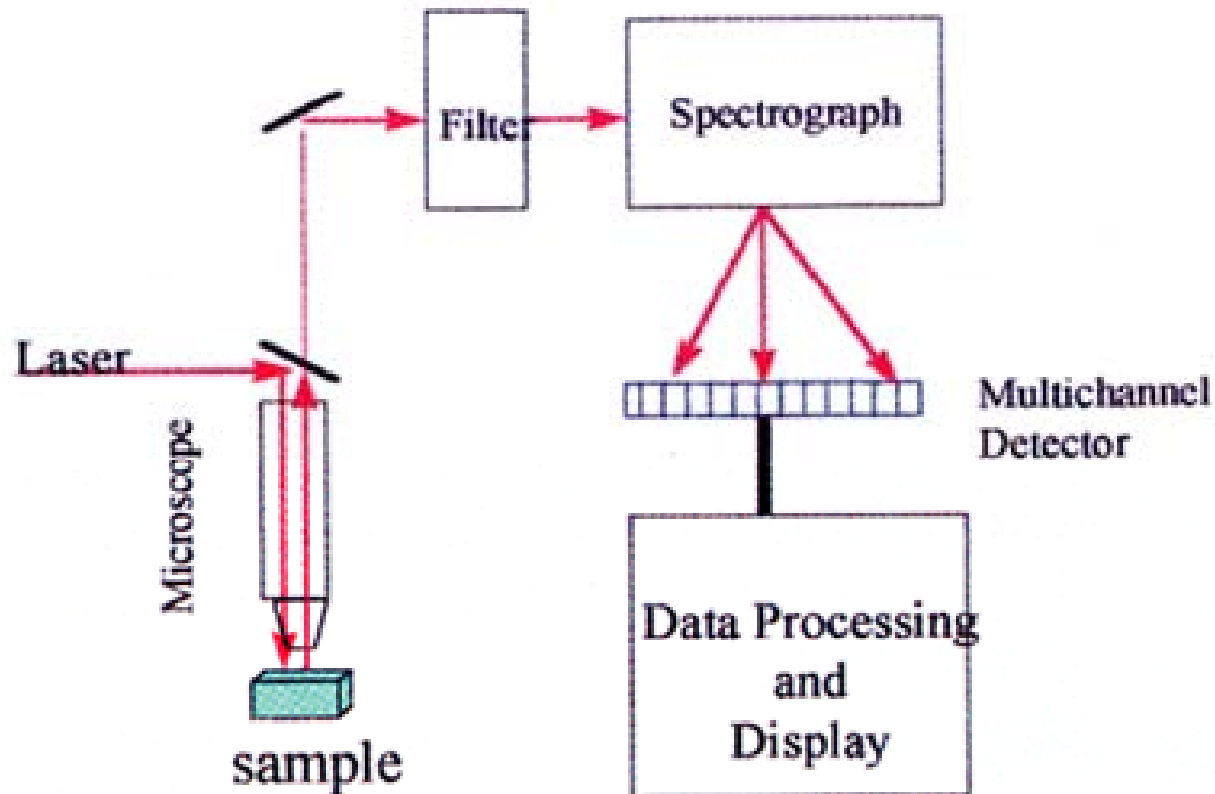 Filter
Spectrograph
Laser
Microscope
Multichannel
Detector
Data Processing
and
Display
sample